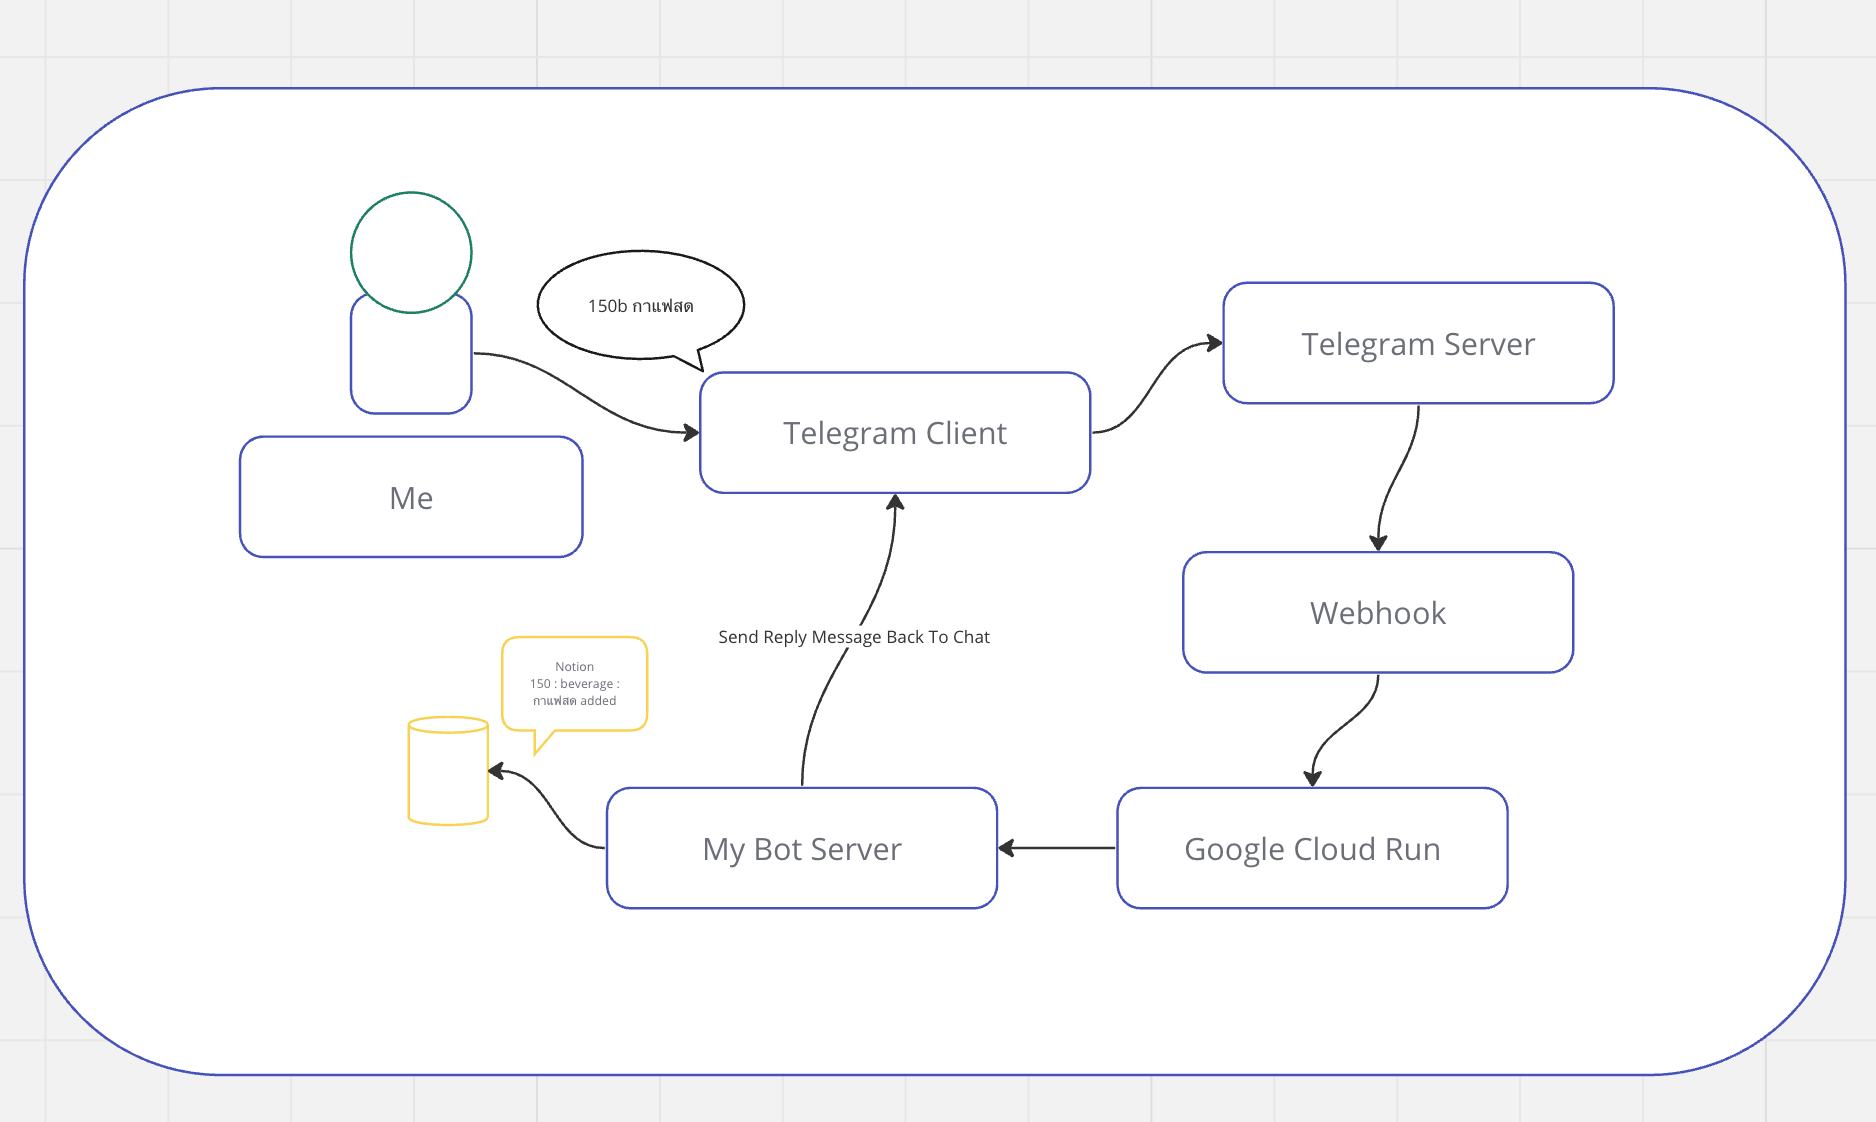 150b กาแฟสด
Telegram Server
Telegram Client
Me
Webhook
Send Reply Message Back To Chat
Notion
150 : beverage :
กาแฟสด added
My Bot Server
Google Cloud Run